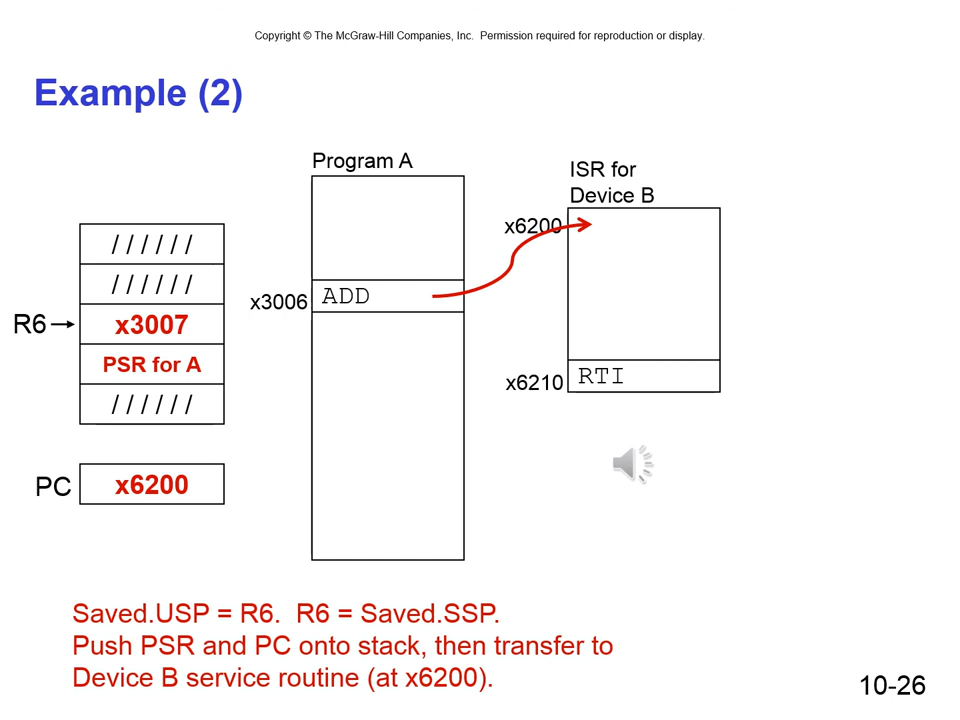 Copyright © The McGraw-Hill Companies, Inc.  Permission required for reproduction or display.
Example (2)
Program A
ISR for
Device B
x6200
/ / / / / /
/ / / / / /
x3006 ADD
R6 x3007
PSR for A
x6210 RTI
/ / / / / /
PC x6200
Saved.USP = R6.  R6 = Saved.SSP.
Push PSR and PC onto stack, then transfer to
Device B service routine (at x6200).
10-26